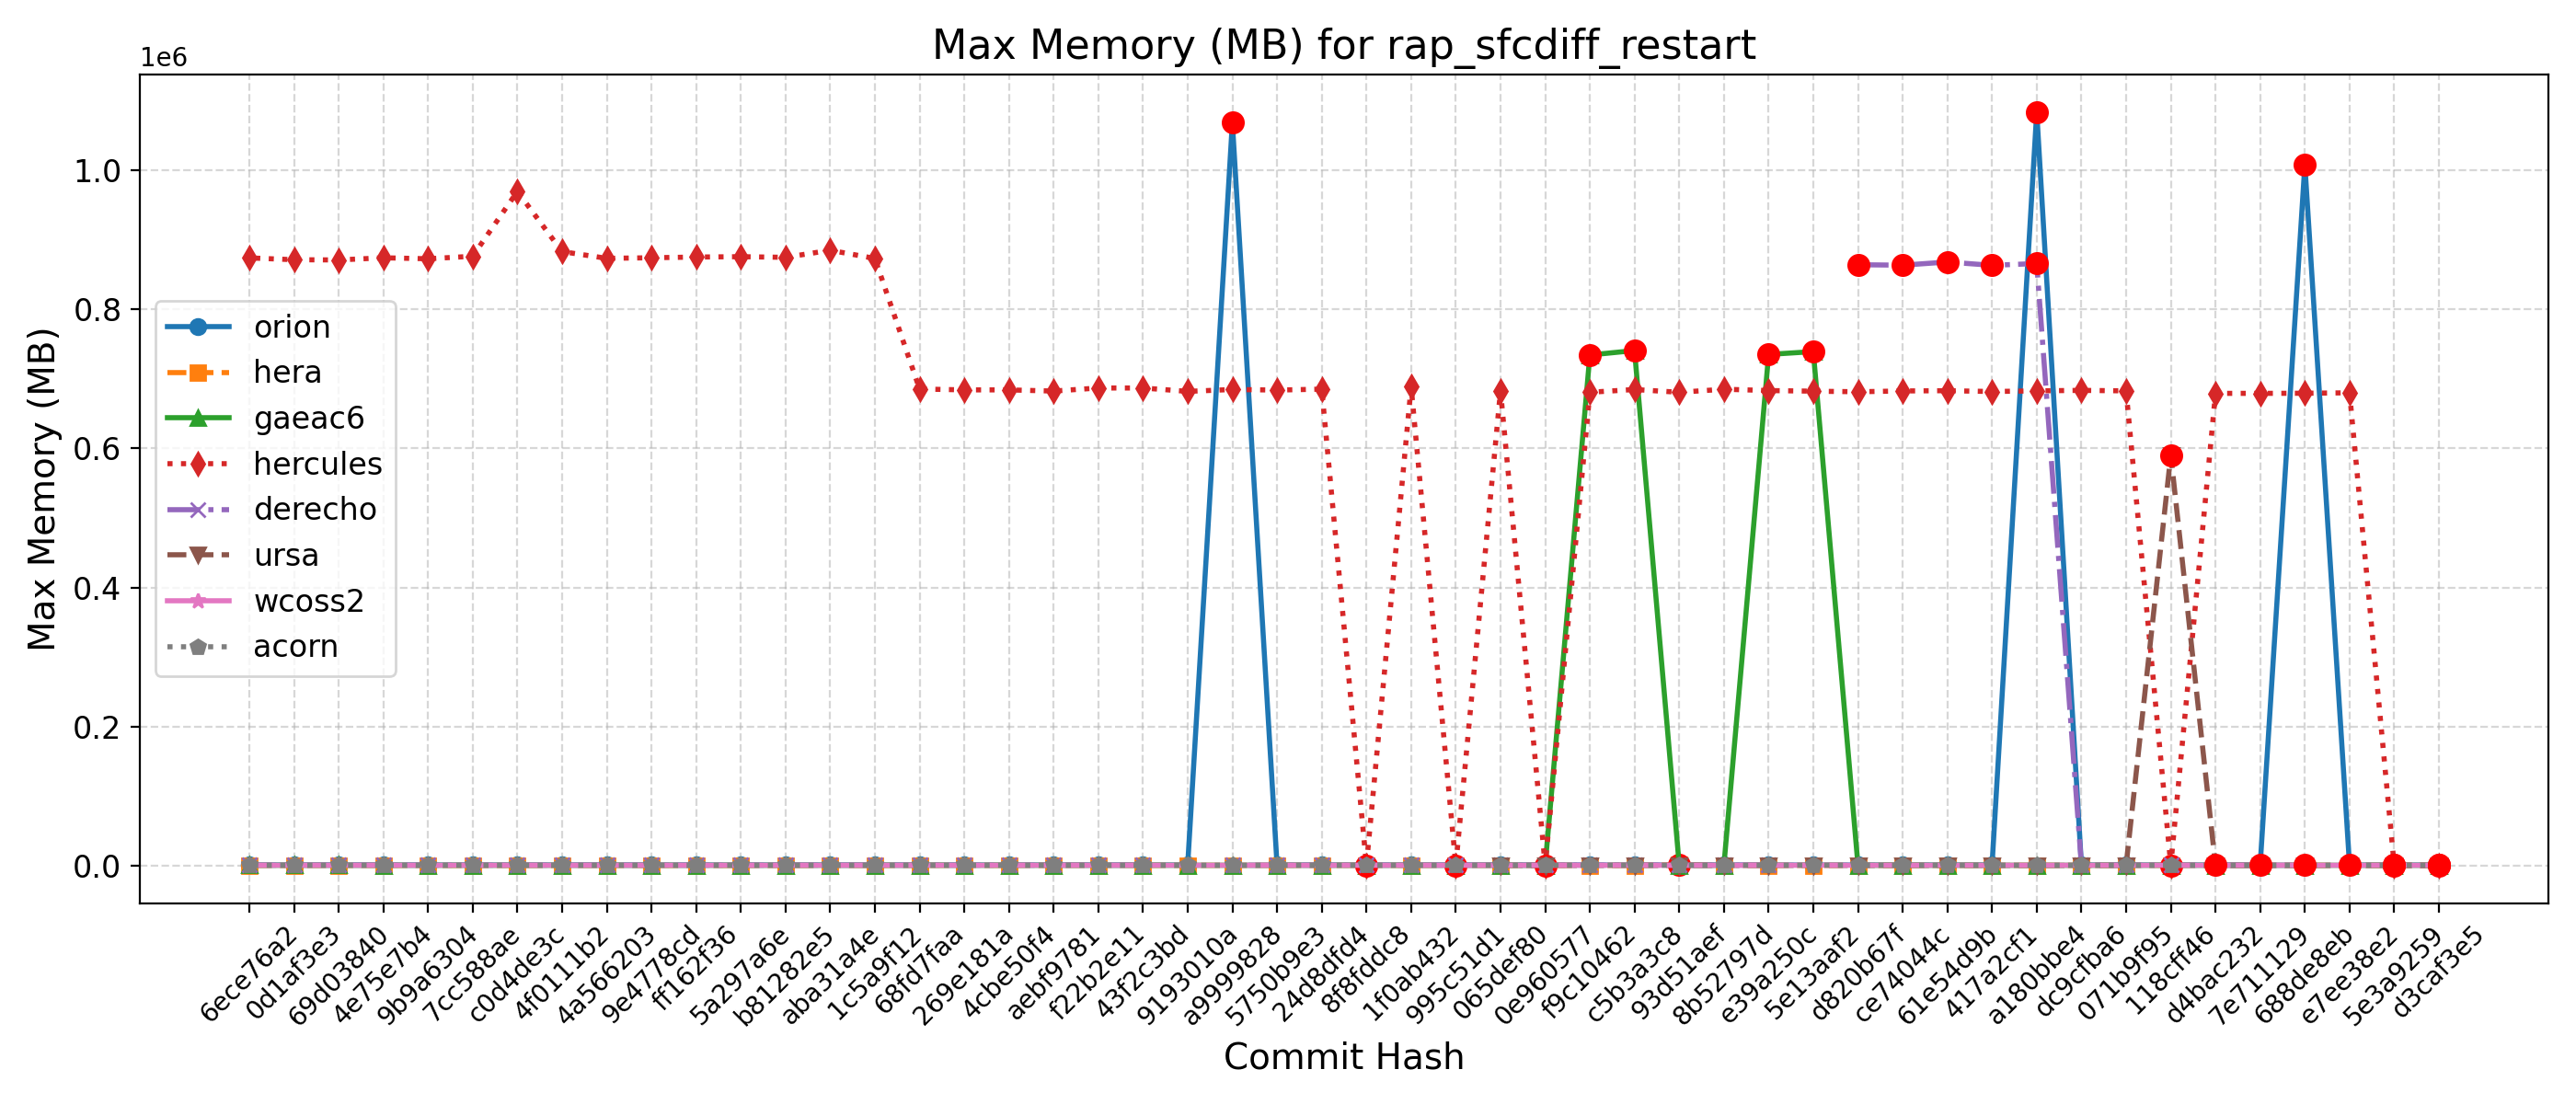 Max Memory (MB) for rap_sfcdiff_restart
1e6
1.0
0.8
0.6
0.4
0.2
0.0
Max Memory (MB)
orion
hera
gaeac6
hercules
derecho
ursa
wcoss2
acorn
6ece76a2
0d1af3e3
69d03840
4e75e7b4
9b9a6304
7cc588ae
c0d4de3c
4f0111b2
4a566203
9e4778cd
ff162f36
5a297a6e
b81282e5
aba31a4e
1c5a9f12
68fd7faa
269e181a
4cbe50f4
aebf9781
f22b2e11
43f2c3bd
9193010a
a9999828
5750b9e3
24d8dfd4
8f8fddc8
1f0ab432
995c51d1
065def80
0e960577
f9c10462
c5b3a3c8
93d51aef
8b52797d
e39a250c
5e13aaf2
d820b67f
ce74044c
61e54d9b
417a2cf1
a180bbe4
dc9cfba6
071b9f95
118cff46
d4bac232
7e711129
688de8eb
e7ee38e2
5e3a9259
d3caf3e5
Commit Hash